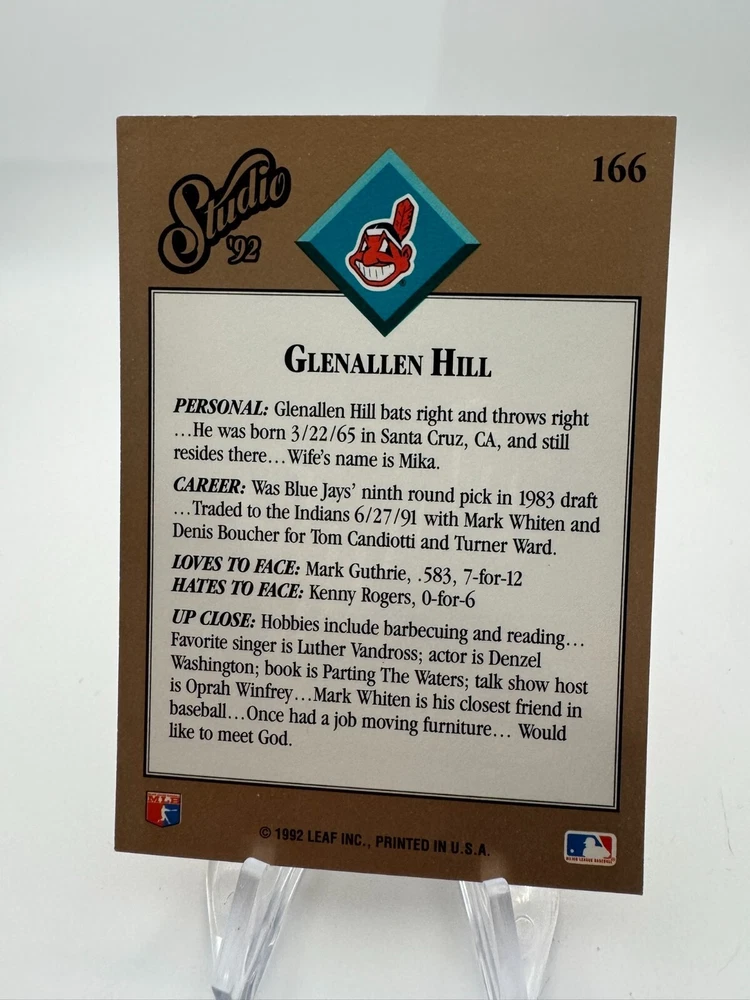 Studio
'92
166
GLENALLEN HILL
PERSONAL: Glenallen Hill bats right and throws right
...He was born 3/22/65 in Santa Cruz, CA, and still
resides there...Wife's name is Mika.
CAREER: Was Blue Jays' ninth round pick in 1983 draft
...Traded to the Indians 6/27/91 with Mark Whiten and
Denis Boucher for Tom Candiotti and Turner Ward.
LOVES TO FACE: Mark Guthrie, .583, 7-for-12
HATES TO FACE: Kenny Rogers, 0-for-6
UP CLOSE: Hobbies include barbecuing and reading...
Favorite singer is Luther Vandross; actor is Denzel
Washington; book is Parting The Waters; talk show host
is Oprah Winfrey...Mark Whiten is his closest friend in
baseball...Once had a job moving furniture... Would
like to meet God.
© 1992 LEAF INC., PRINTED IN U.S.A.
MAJOR LEAGUE BASEBALL